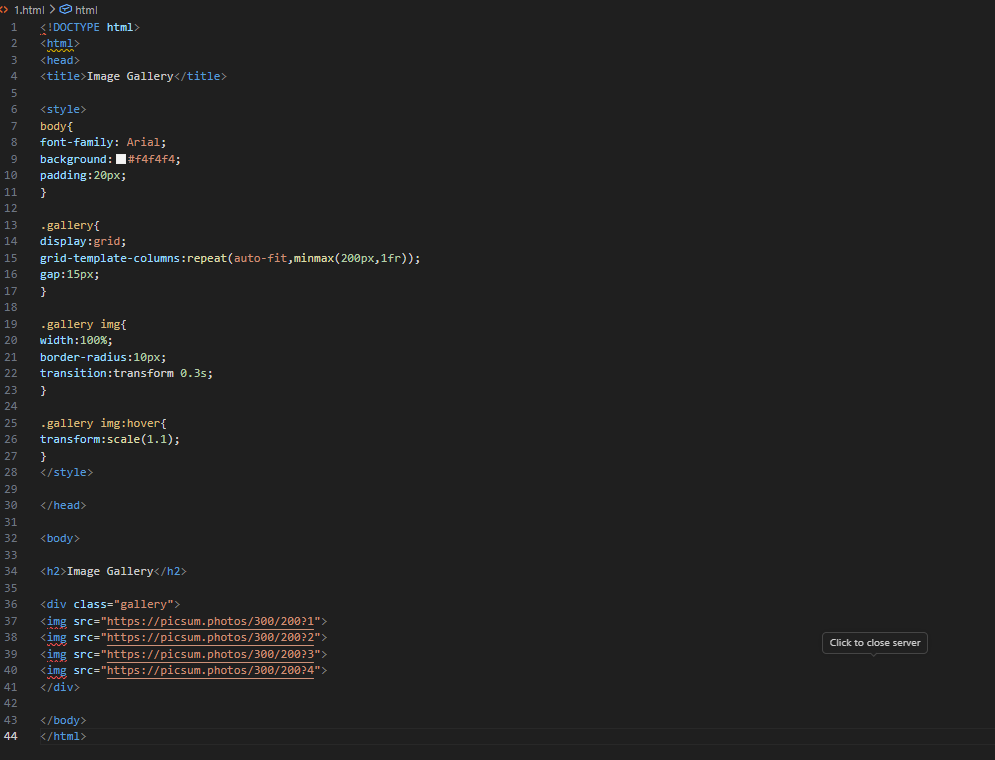 1.html > html
1 <!DOCTYPE html>
2 <html>
3 <head>
4 <title>Image Gallery</title>
5
6 <style>
7 body{
8 font-family: Arial;
9 background:#f4f4f4;
10 padding:20px;
11 }
12
13 .gallery{
14 display:grid;
15 grid-template-columns:repeat(auto-fit,minmax(200px,1fr));
16 gap:15px;
17 }
18
19 .gallery img{
20 width:100%;
21 border-radius:10px;
22 transition:transform 0.3s;
23 }
24
25 .gallery img:hover{
26 transform:scale(1.1);
27 }
28 </style>
29
30 </head>
31
32 <body>
33
34 <h2>Image Gallery</h2>
35
36 <div class="gallery">
37 <img src="https://picsum.photos/300/200?1">
38 <img src="https://picsum.photos/300/200?2">
39 <img src="https://picsum.photos/300/200?3">
40 <img src="https://picsum.photos/300/200?4">
41 </div>
42
43 </body>
44 </html>
Click to close server